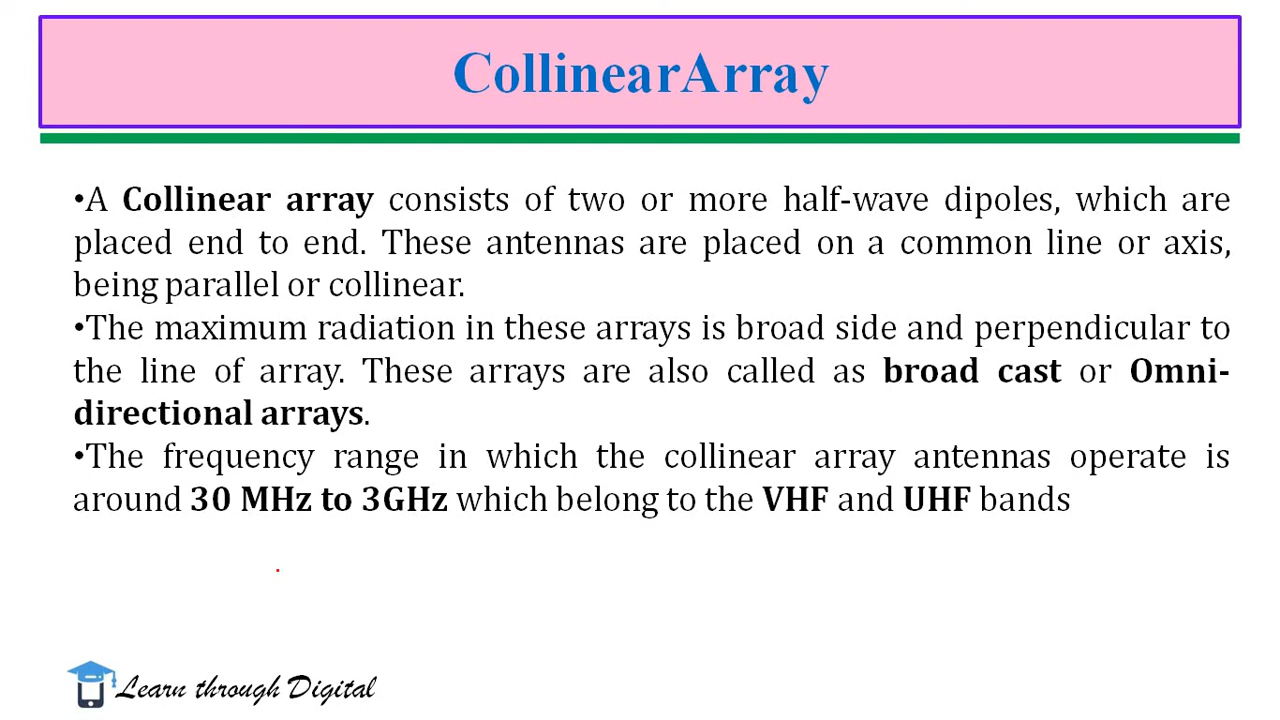 CollinearArray
•A Collinear array consists of two or more half-wave dipoles, which are
placed end to end. These antennas are placed on a common line or axis,
being parallel or collinear.
•The maximum radiation in these arrays is broad side and perpendicular to
the line of array. These arrays are also called as broad cast or Omni-
directional arrays.
•The frequency range in which the collinear array antennas operate is
around 30 MHz to 3GHz which belong to the VHF and UHF bands
Learn through Digital